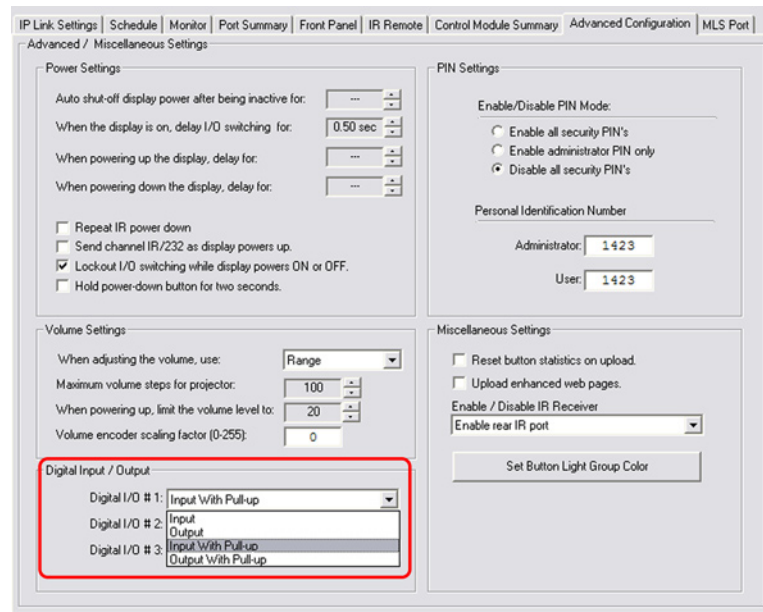 IP Link Settings Schedule Monitor Port Summary Front Panel IR Remote Control Module Summary Advanced Configuration MLS Port
Advanced / Miscellaneous Settings
Power Settings
Auto shut-off display power after being inactive for: ---
When the display is on, delay I/O switching for: 0.50 sec
When powering up the display, delay for: ---
When powering down the display, delay for: ---
Repeat IR power down
Send channel IR/232 as display powers up.
Lockout I/O switching while display powers ON or OFF.
Hold power-down button for two seconds.
PIN Settings
Enable/Disable PIN Mode:
Enable all security PIN's
Enable administrator PIN only
Disable all security PIN's
Personal Identification Number
Administrator: 1423
User: 1423
Volume Settings
When adjusting the volume, use: Range
Maximum volume steps for projector: 100
When powering up, limit the volume level to: 20
Volume encoder scaling factor (0-255): 0
Miscellaneous Settings
Reset button statistics on upload.
Upload enhanced web pages.
Enable / Disable IR Receiver
Enable rear IR port
Set Button Light Group Color
Digital Input / Output
Digital I/O # 1: Input With Pull-up
Digital I/O # 2:
Digital I/O # 3:
Input
Output
Input With Pull-up
Output With Pull-up